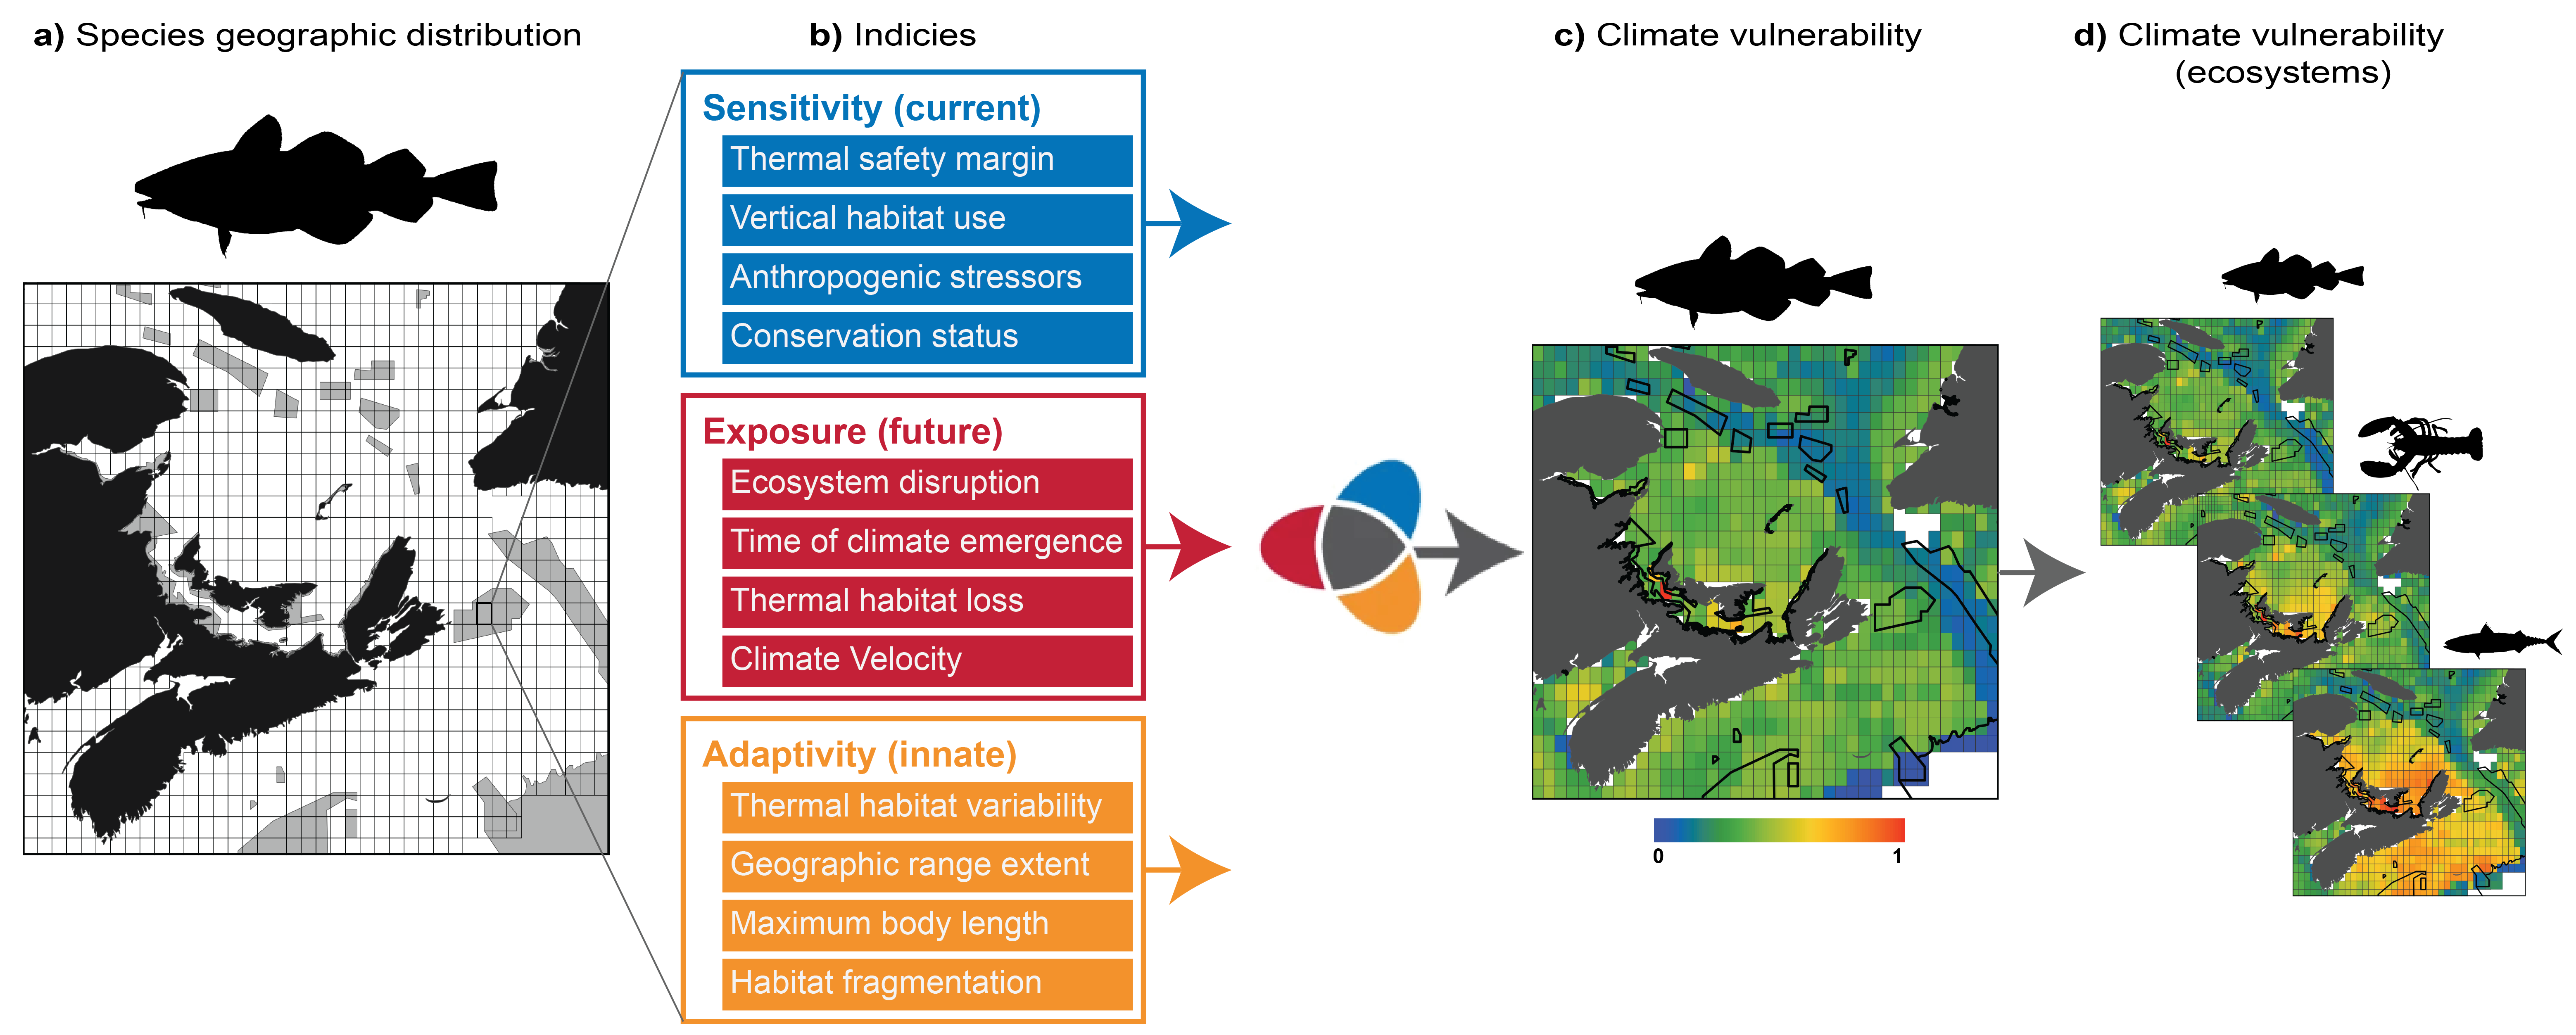 a) Species geographic distribution
b) Indicies
Sensitivity (current)
Thermal safety margin
Vertical habitat use
Anthropogenic stressors
Conservation status
Exposure (future)
Ecosystem disruption
Time of climate emergence
Thermal habitat loss
Climate Velocity
Adaptivity (innate)
Thermal habitat variability
Geographic range extent
Maximum body length
Habitat fragmentation
c) Climate vulnerability
0
1
d) Climate vulnerability
(ecosystems)